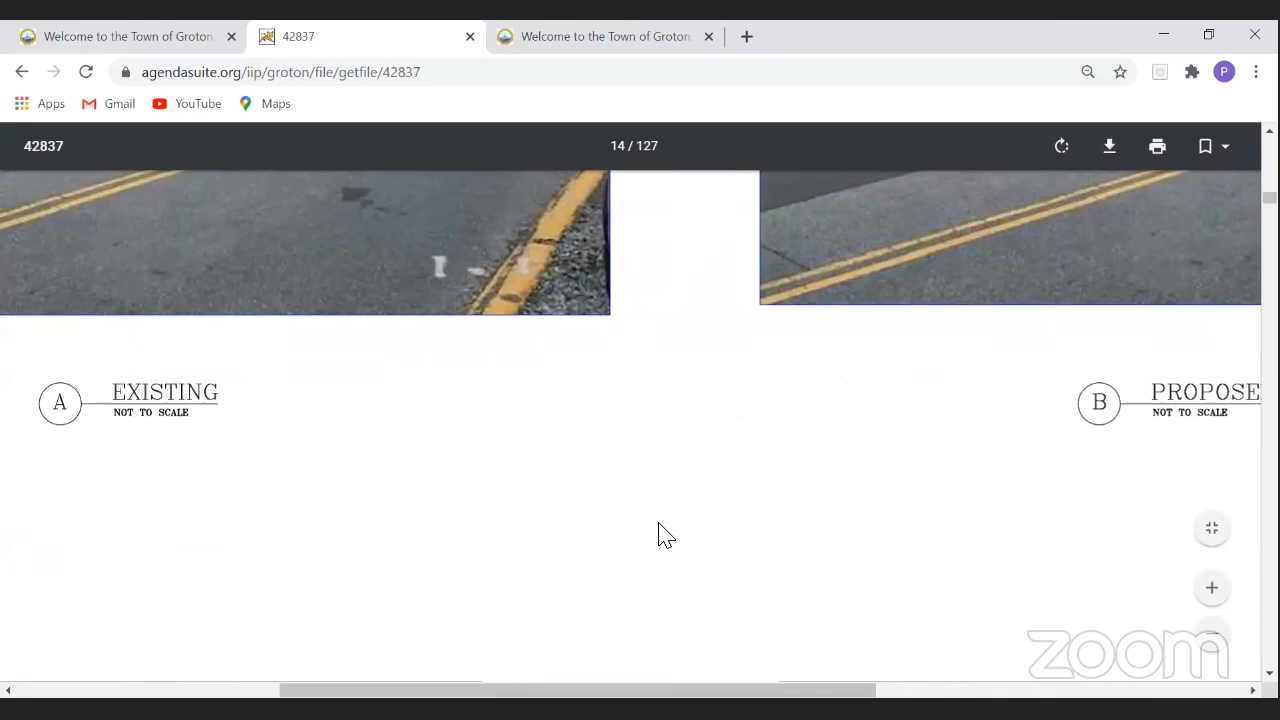 Welcome to the Town of Groton,
42837
Welcome to the Town of Groton,
agendasuite.org/iip/groton/file/getfile/42837
P
Apps
Gmail
YouTube
Maps
42837
14 / 127
A
EXISTING
NOT TO SCALE
B
PROPOSE
NOT TO SCALE
zoom